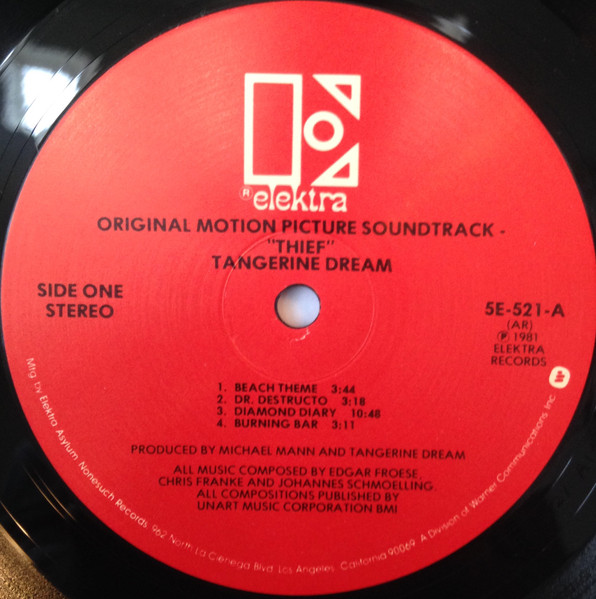 ® elektra
ORIGINAL MOTION PICTURE SOUNDTRACK -
"THIEF"
TANGERINE DREAM
SIDE ONE
STEREO
5E-521-A
(AR)
Ⓟ 1981
ELEKTRA
RECORDS
1. BEACH THEME 3:44
2. DR. DESTRUCTO 3:18
3. DIAMOND DIARY 10:48
4. BURNING BAR 3:11
PRODUCED BY MICHAEL MANN AND TANGERINE DREAM
ALL MUSIC COMPOSED BY EDGAR FROESE,
CHRIS FRANKE AND JOHANNES SCHMOELLING.
ALL COMPOSITIONS PUBLISHED BY
UNART MUSIC CORPORATION BMI
Mfg. by Elektra Asylum Nonesuch Records. 962 North La Cienega Blvd. Los Angeles. California 90069. A Division of Warner Communications Inc.